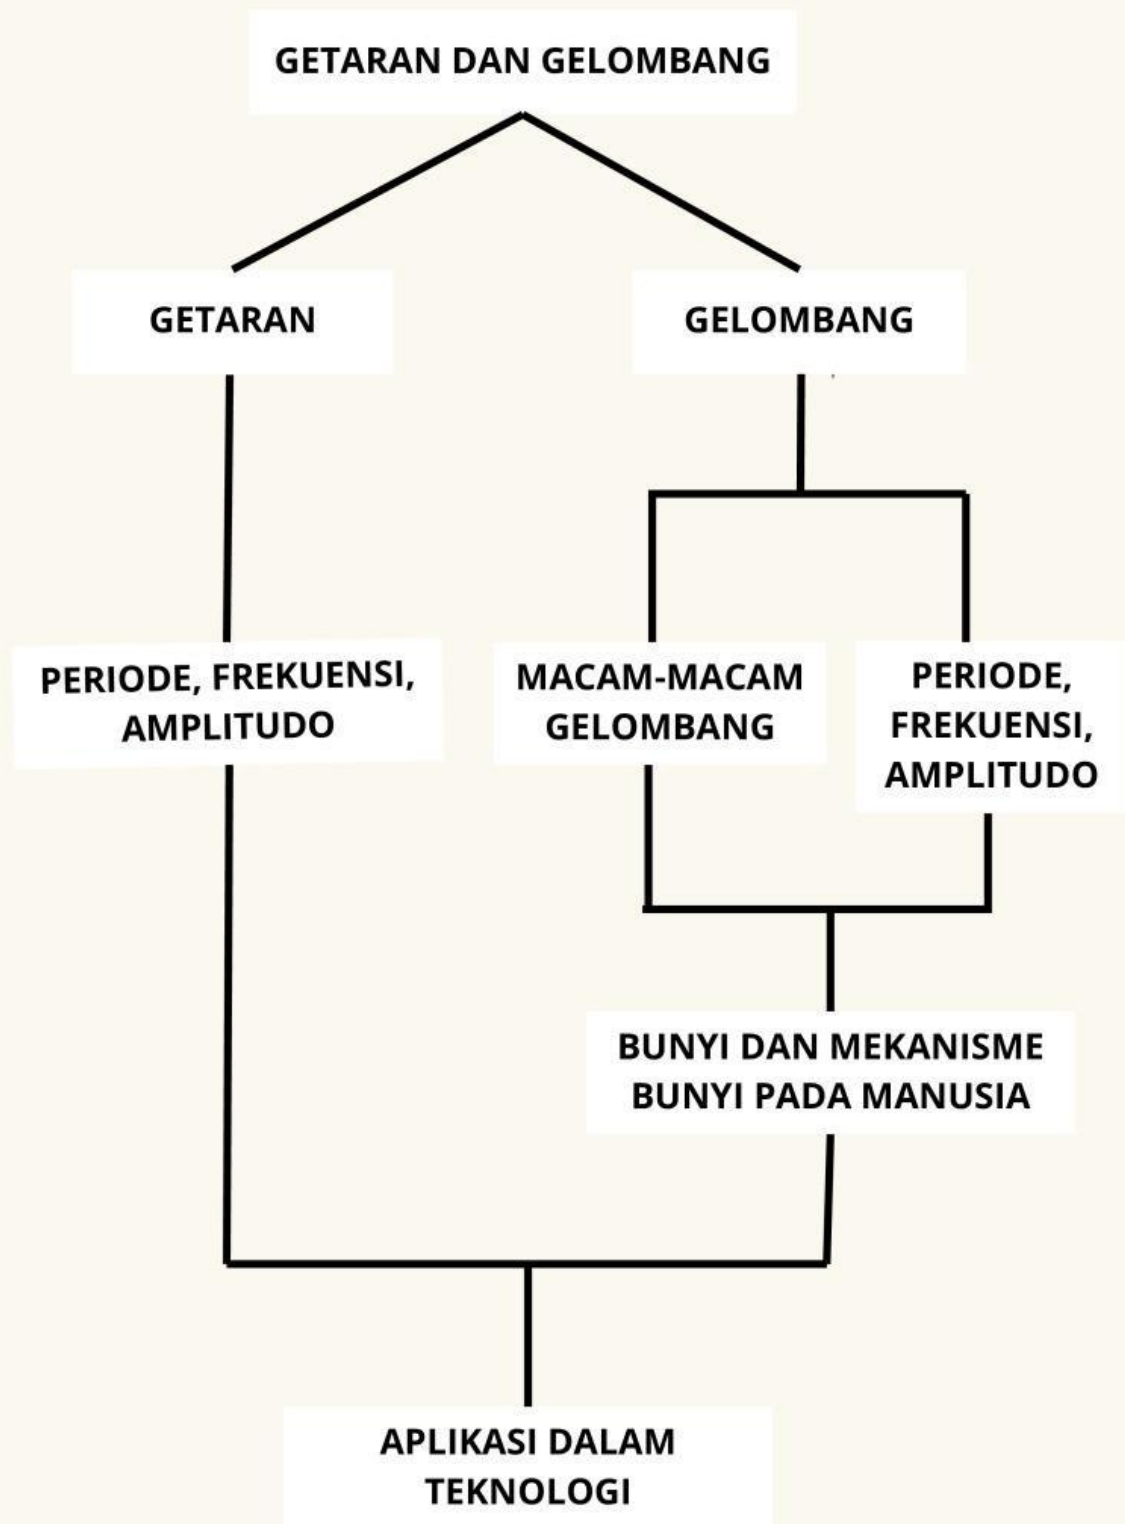 GETARAN DAN GELOMBANG
GETARAN
GELOMBANG
PERIODE, FREKUENSI,
AMPLITUDO
MACAM-MACAM
GELOMBANG
PERIODE,
FREKUENSI,
AMPLITUDO
BUNYI DAN MEKANISME
BUNYI PADA MANUSIA
APLIKASI DALAM
TEKNOLOGI